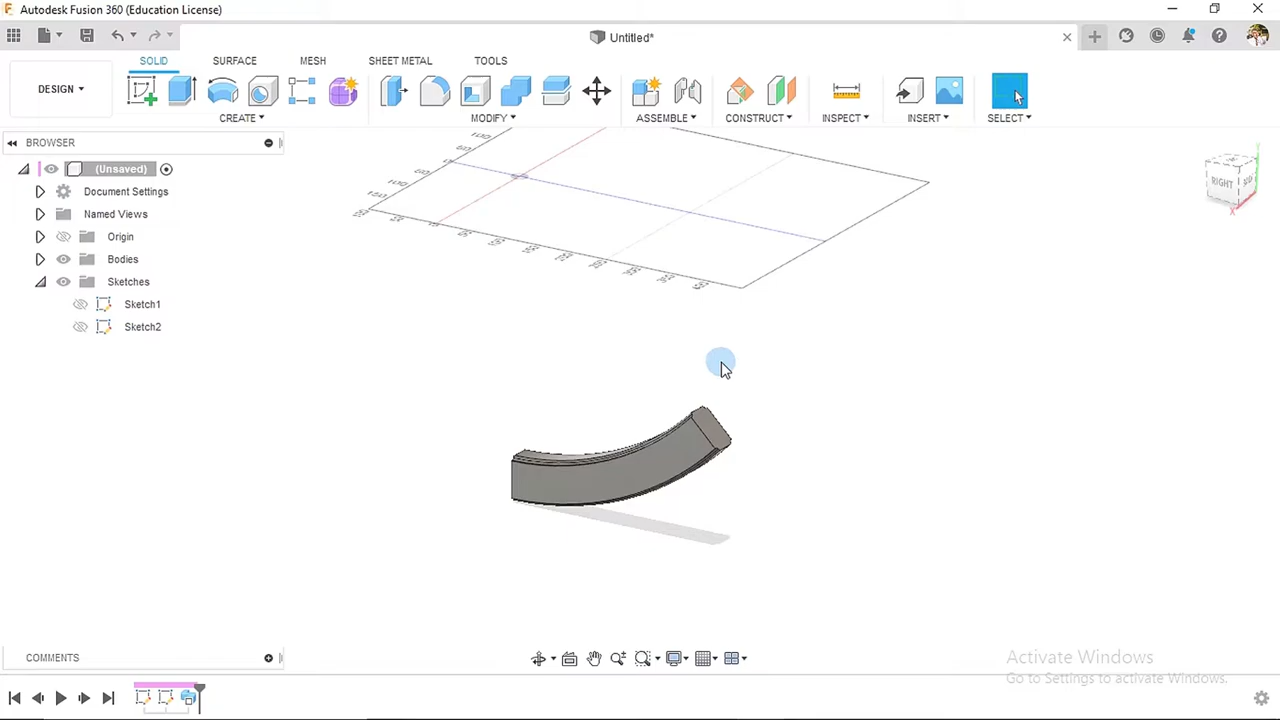 Autodesk Fusion 360 (Education License)
Untitled*
SOLID SURFACE MESH SHEET METAL TOOLS
DESIGN
CREATE MODIFY ASSEMBLE CONSTRUCT INSPECT INSERT SELECT
BROWSER
(Unsaved)
Document Settings
Named Views
Origin
Bodies
Sketches
Sketch1
Sketch2
RIGHT
COMMENTS
Activate Windows
Go to Settings to activate Windows.